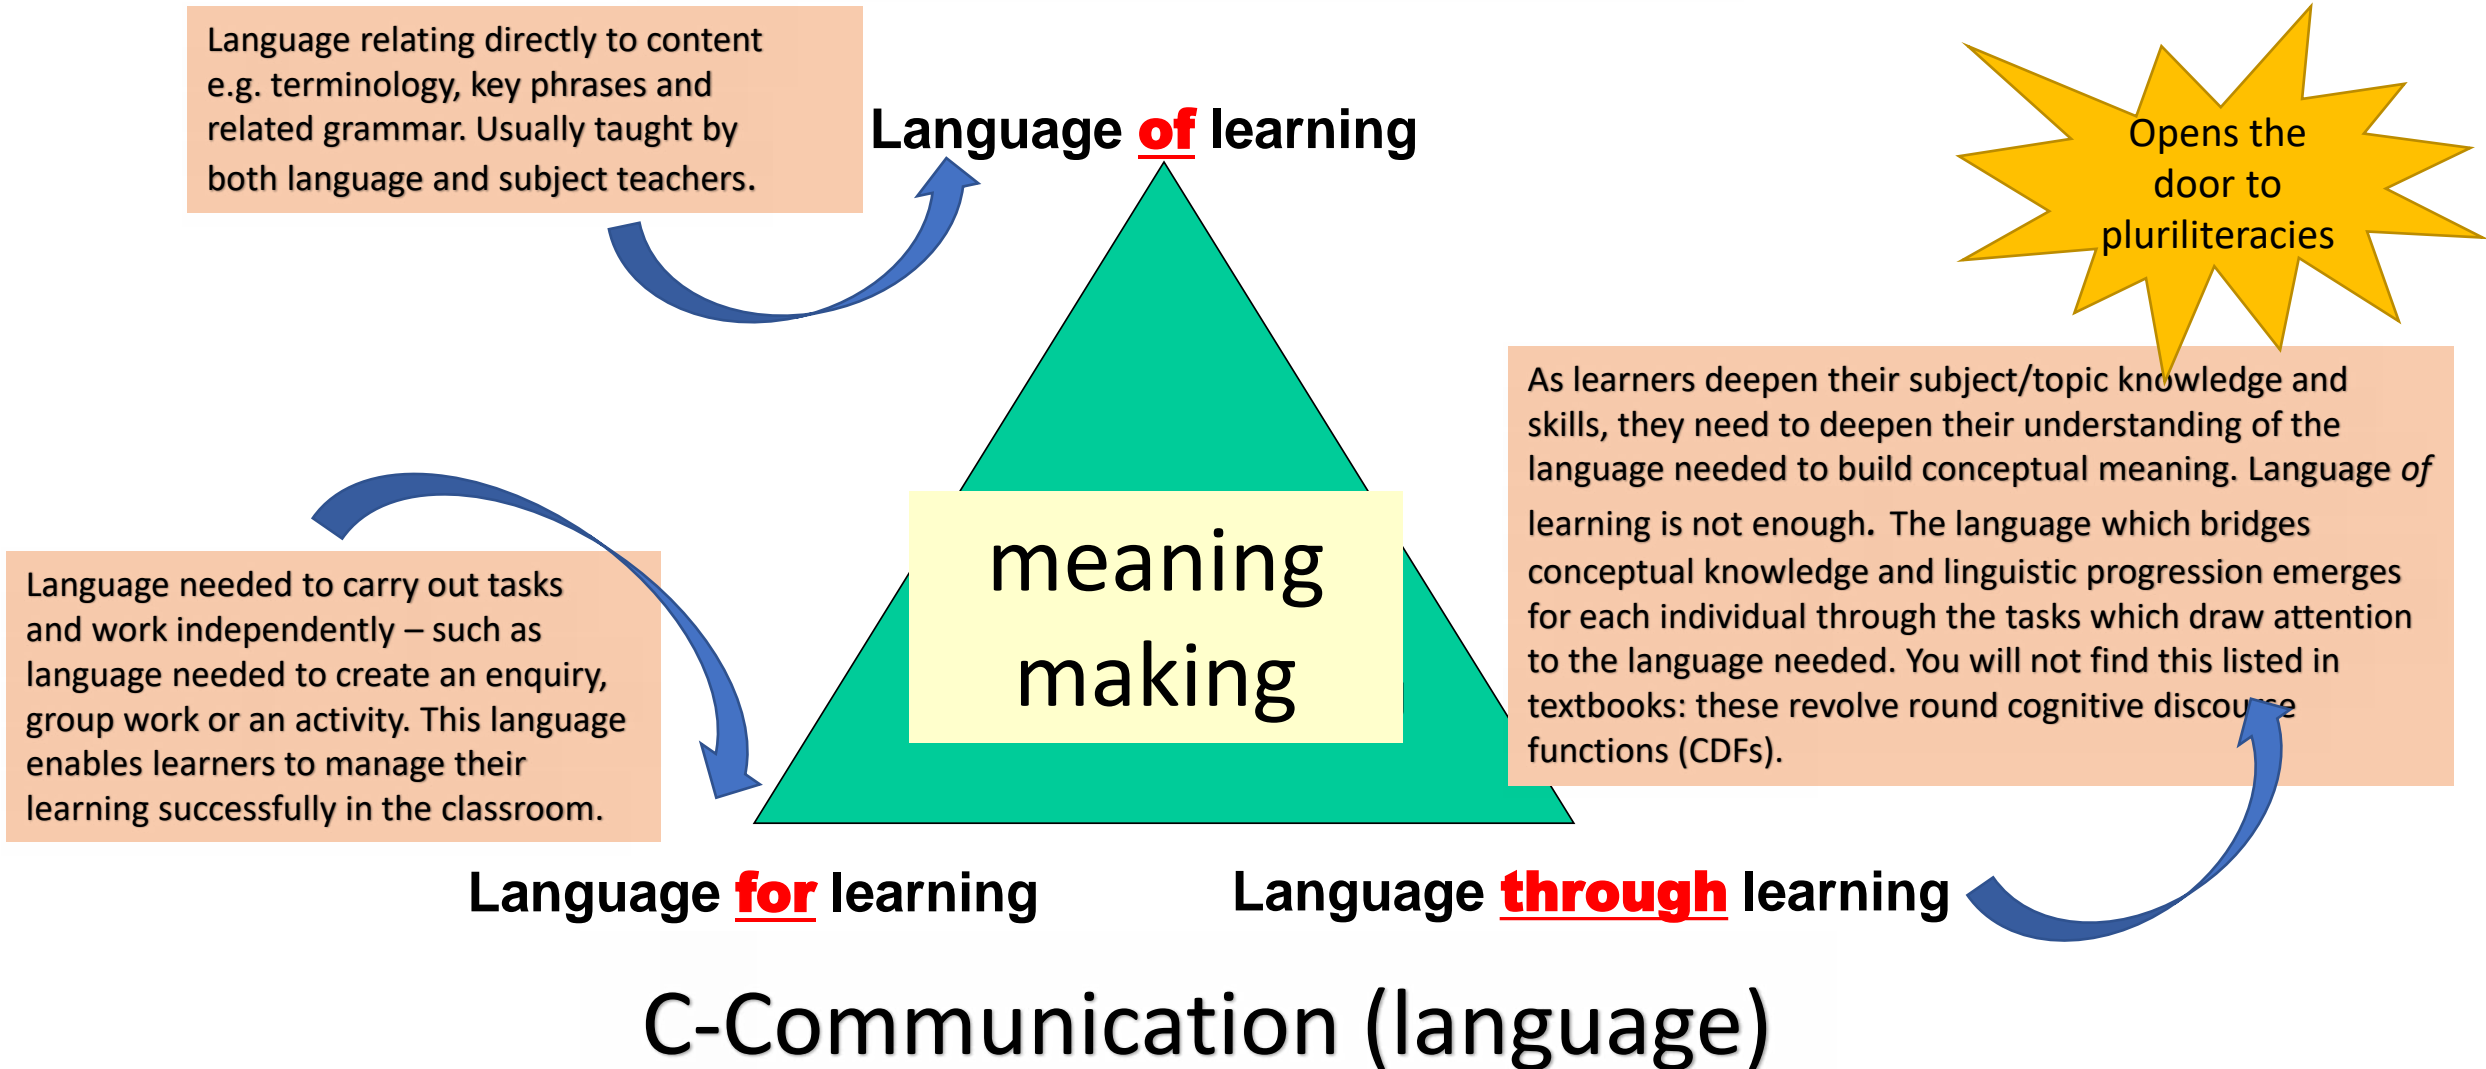 Language relating directly to content
e.g. terminology, key phrases and
related grammar. Usually taught by
both language and subject teachers.
Language of learning
Opens the
door to
pluriliteracies
As learners deepen their subject/topic knowledge and
skills, they need to deepen their understanding of the
language needed to build conceptual meaning. Language of
learning is not enough. The language which bridges
conceptual knowledge and linguistic progression emerges
for each individual through the tasks which draw attention
to the language needed. You will not find this listed in
textbooks: these revolve round cognitive discourse
functions (CDFs).
meaning
making
Language needed to carry out tasks
and work independently – such as
language needed to create an enquiry,
group work or an activity. This language
enables learners to manage their
learning successfully in the classroom.
Language for learning
Language through learning
C-Communication (language)